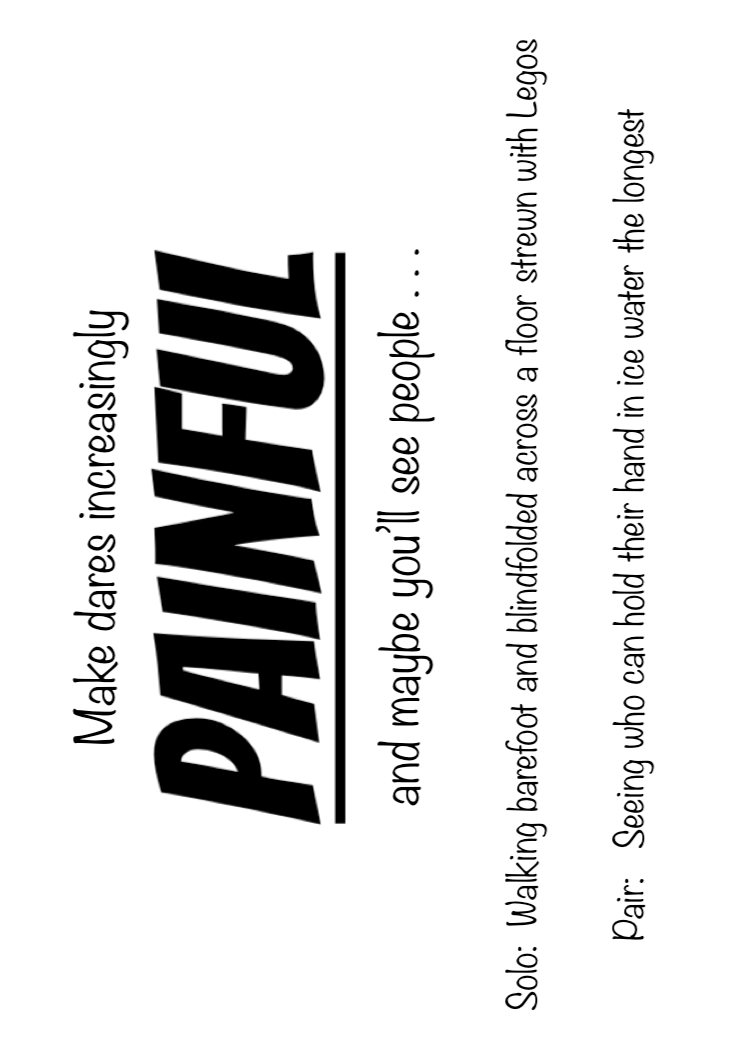 Make dares increasingly
PAINFUL
and maybe you'll see people . . .
Solo: Walking barefoot and blindfolded across a floor strewn with Legos
Pair: Seeing who can hold their hand in ice water the longest